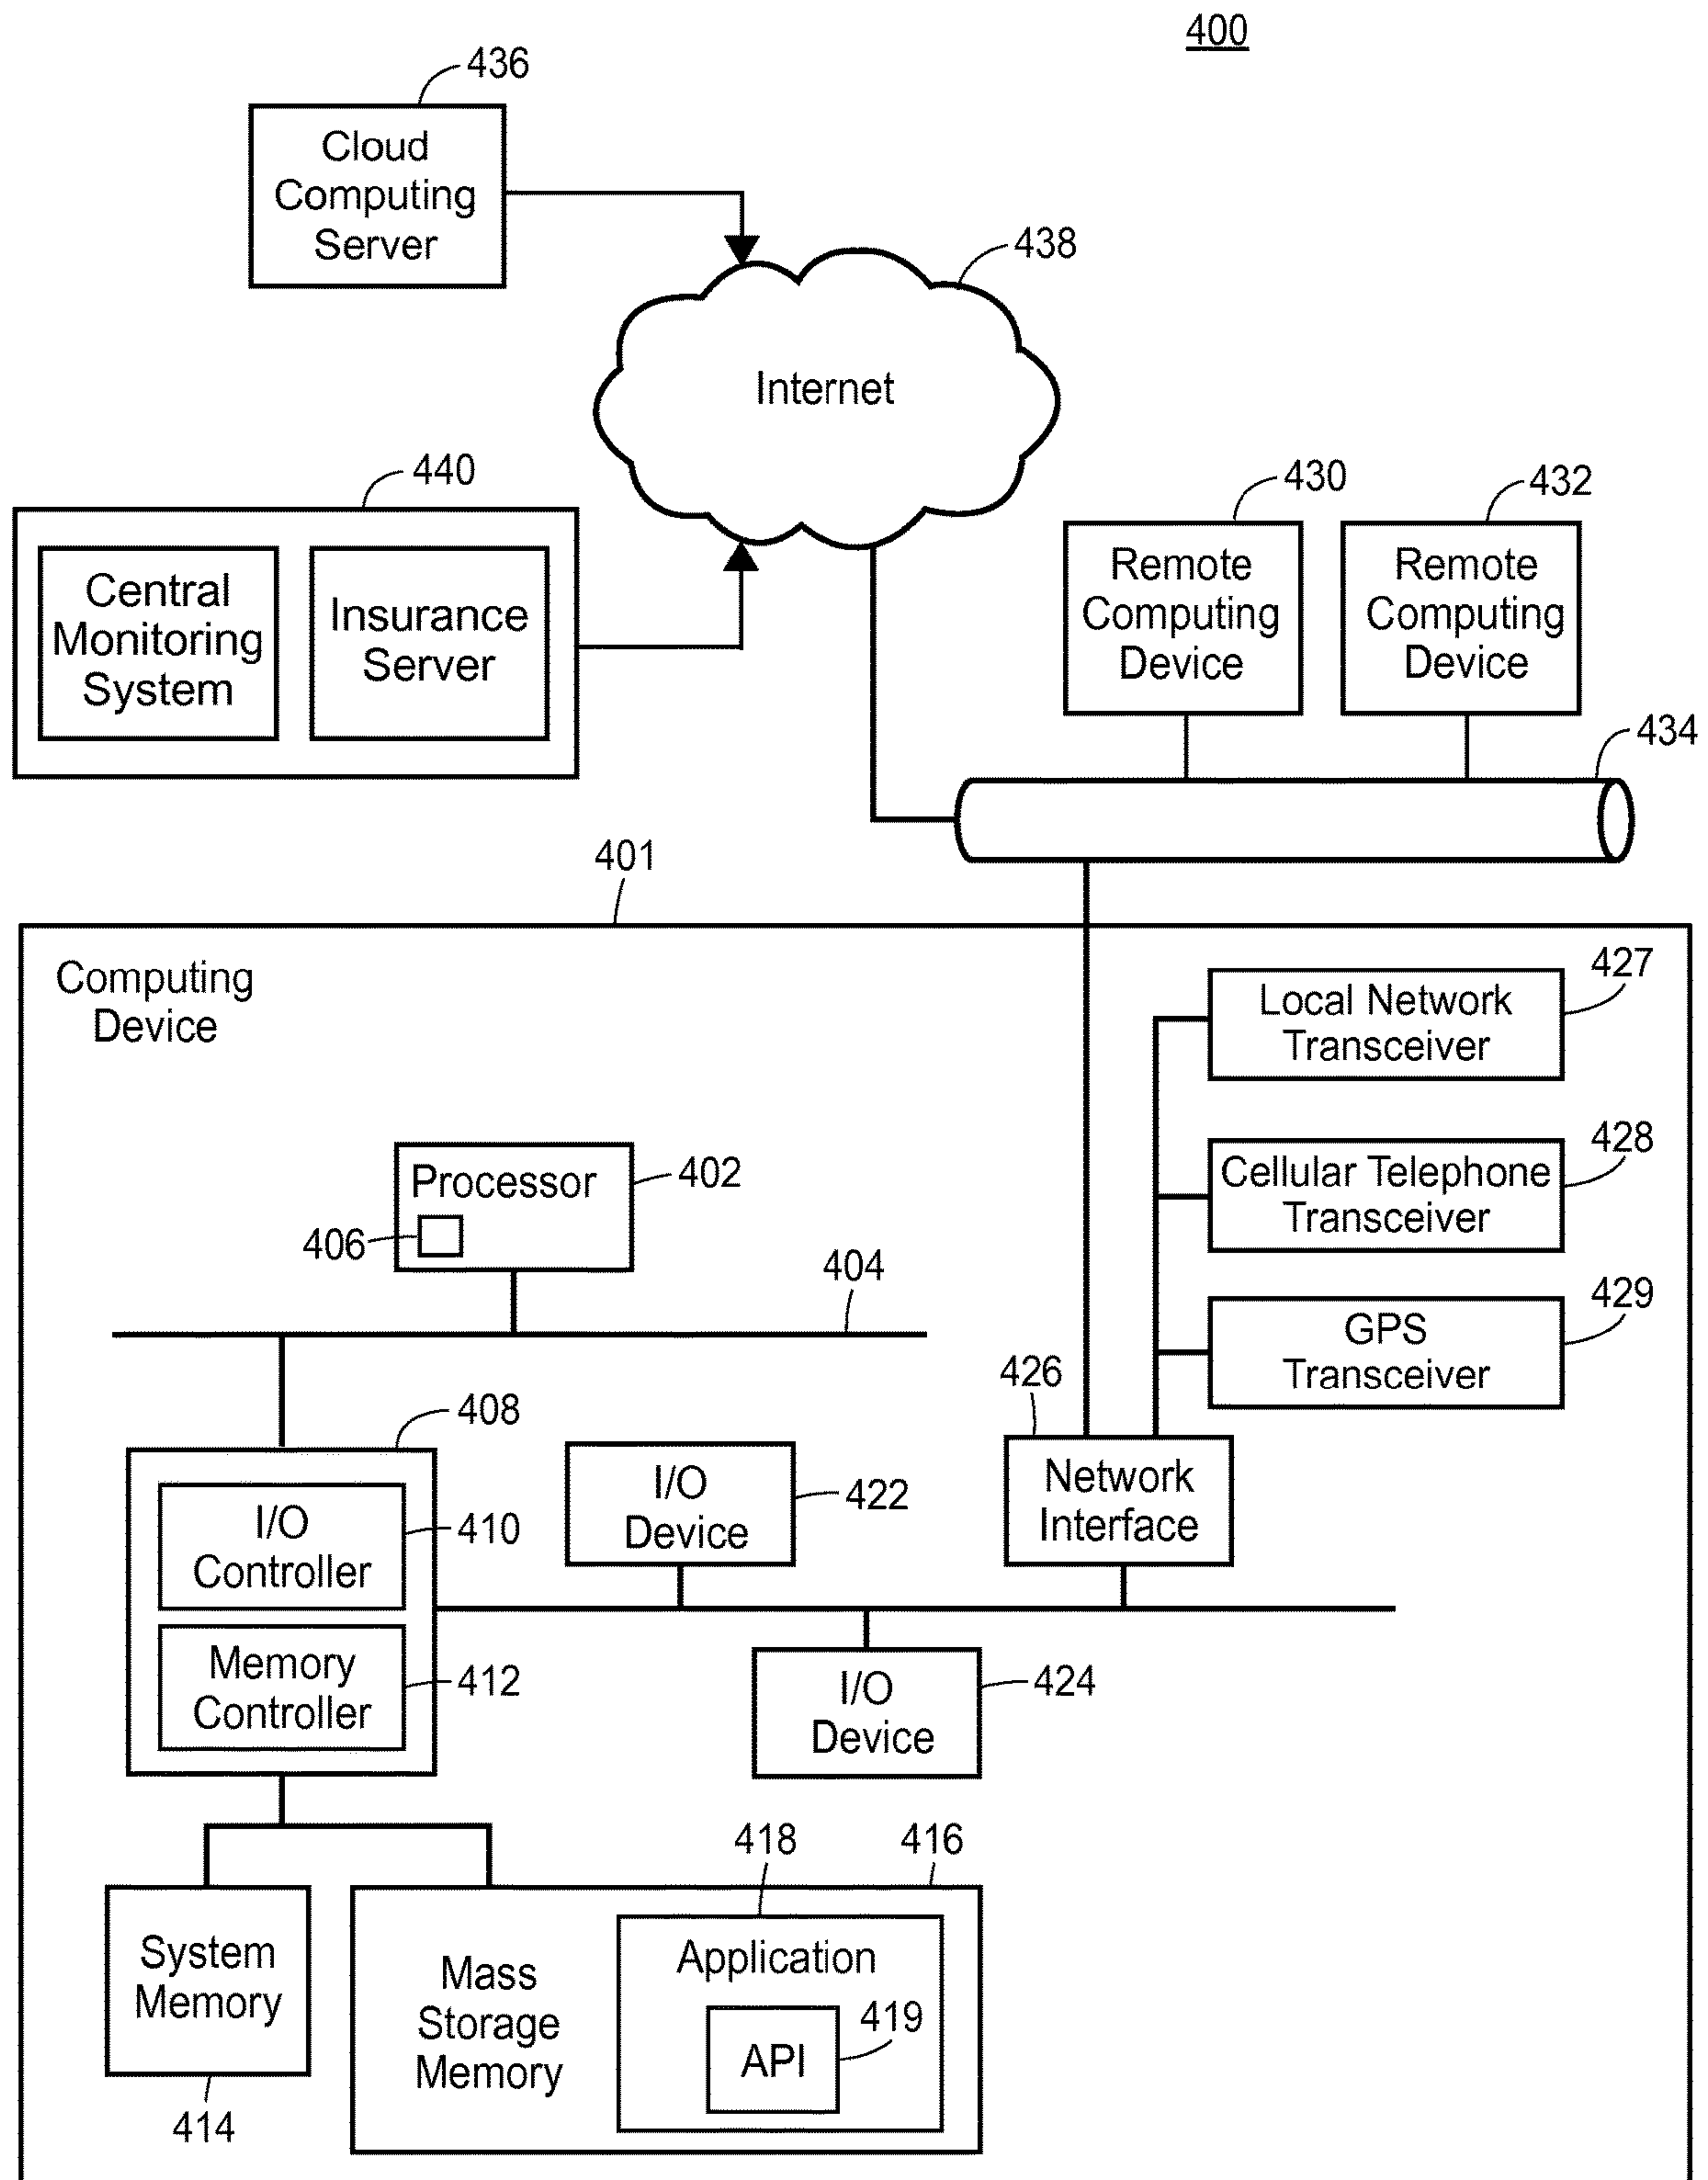 400
436
Cloud
Computing
Server
438
Internet
440
Central
Monitoring
System
Insurance
Server
430
Remote
Computing
Device
432
Remote
Computing
Device
434
401
Computing
Device
427
Local Network
Transceiver
428
Cellular Telephone
Transceiver
429
GPS
Transceiver
Processor
402
406
404
408
I/O
Controller
410
Memory
Controller
412
I/O
Device
422
426
Network
Interface
I/O
Device
424
System
Memory
414
418
416
Mass
Storage
Memory
Application
419
API